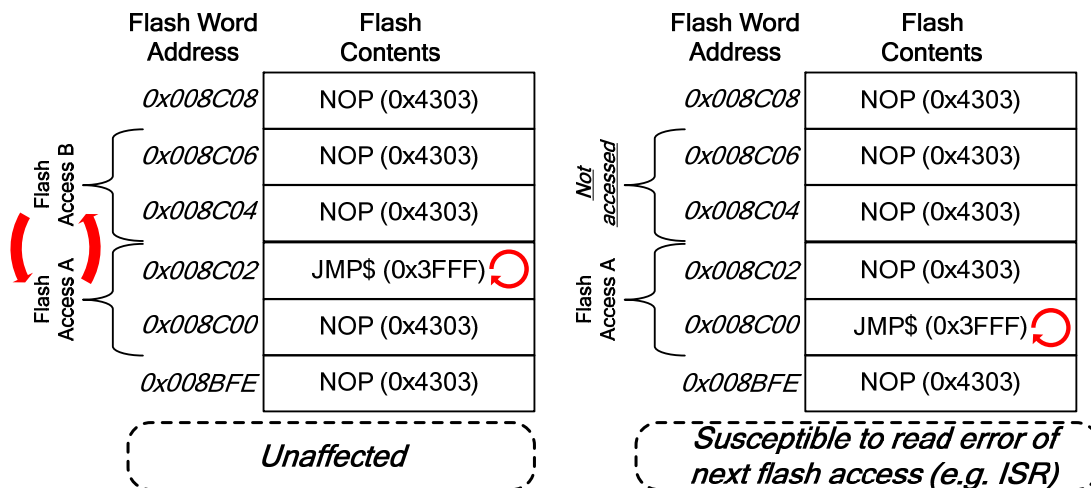 Flash Word Address
Flash Contents
0x008C08
NOP (0x4303)
0x008C06
NOP (0x4303)
0x008C04
NOP (0x4303)
0x008C02
JMP$ (0x3FFF)
0x008C00
NOP (0x4303)
0x008BFE
NOP (0x4303)
Flash
Access B
Flash
Access A
Unaffected
Flash Word Address
Flash Contents
0x008C08
NOP (0x4303)
0x008C06
NOP (0x4303)
0x008C04
NOP (0x4303)
0x008C02
NOP (0x4303)
0x008C00
JMP$ (0x3FFF)
0x008BFE
NOP (0x4303)
Not
accessed
Flash
Access A
Susceptible to read error of
next flash access (e.g. ISR)